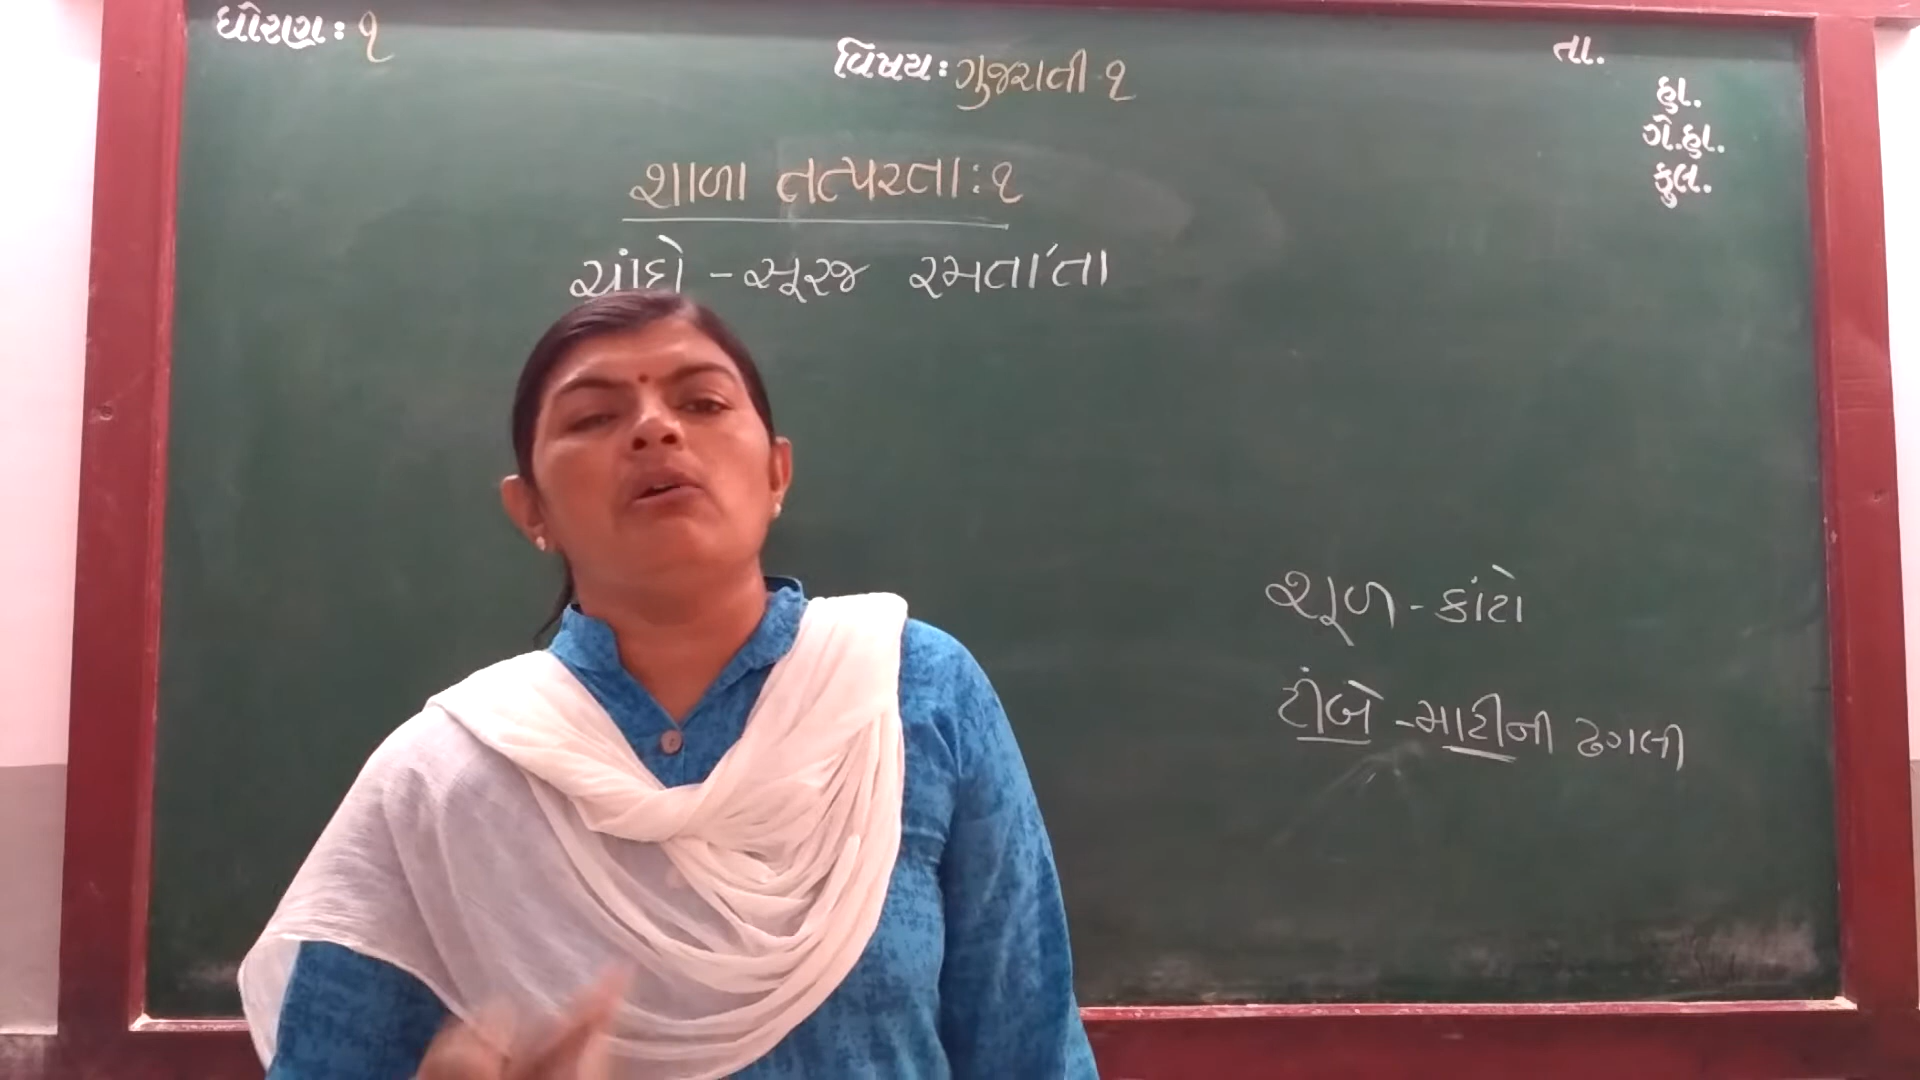 ધોરણ: ૧
વિષય: ગુજરાતી ૧
તા.
હા.
ગે.હા.
કુલ.
શાળા તત્પરતા: ૧
ચાંદો - સૂરજ રમતા'તા
શૂળ - કાંટો
ટીંબે - માટીની ઢગલી